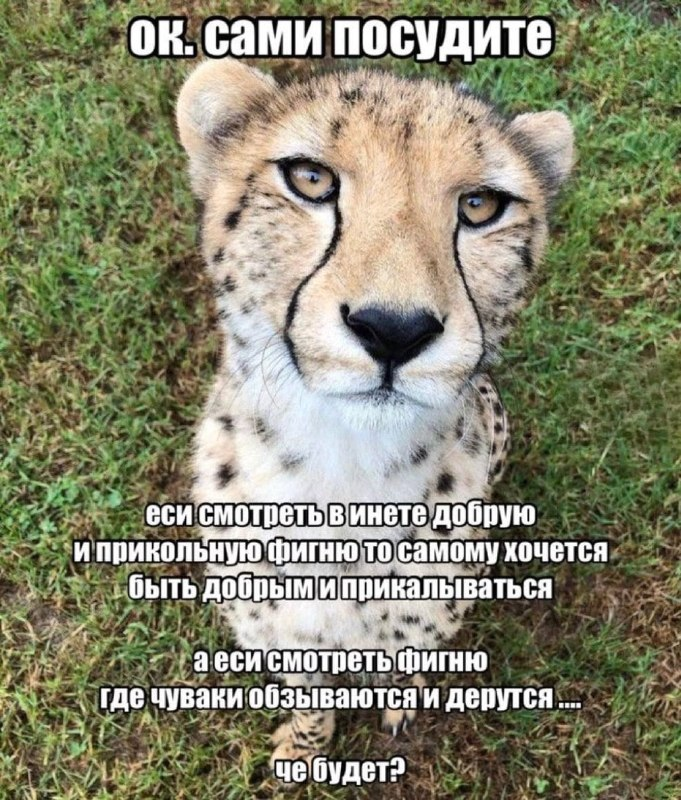 ок. сами посудите
еси смотреть в инете добрую
и прикольную фигню то самому хочется
быть добрым и прикалываться
а еси смотреть фигню
где чуваки обзываются и дерутся ....
че будет?